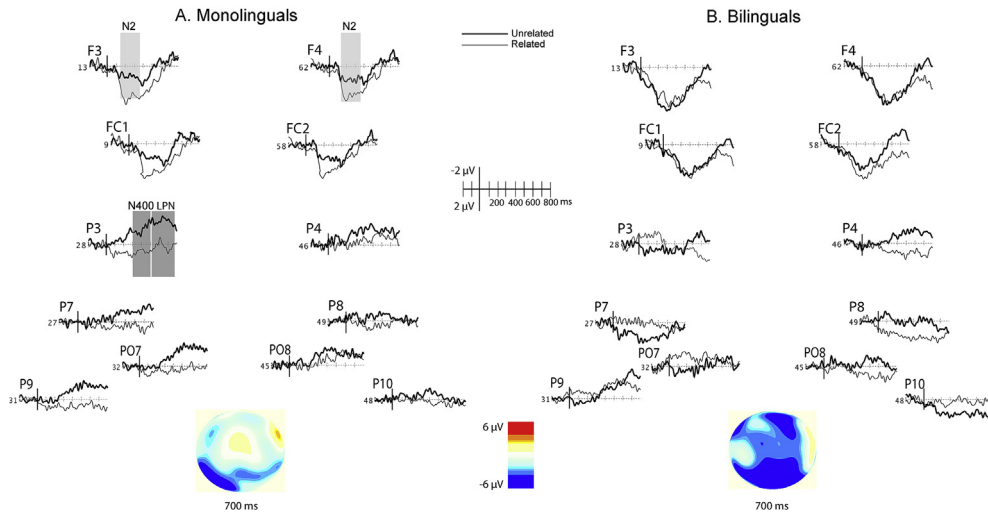 A. Monolinguals
B. Bilinguals
N2
N2
Unrelated
Related
F3
13
F4
62
F3
13
F4
62
FC1
9
FC2
58
FC1
9
FC2
58
-2 µV
2 µV
200 400 600 800 ms
N400 LPN
P3
28
P4
46
P3
28
P4
46
P7
27
P8
49
P7
27
P8
49
PO7
32
PO8
45
PO7
32
PO8
45
P9
31
P10
48
P9
31
P10
48
6 µV
-6 µV
700 ms
700 ms